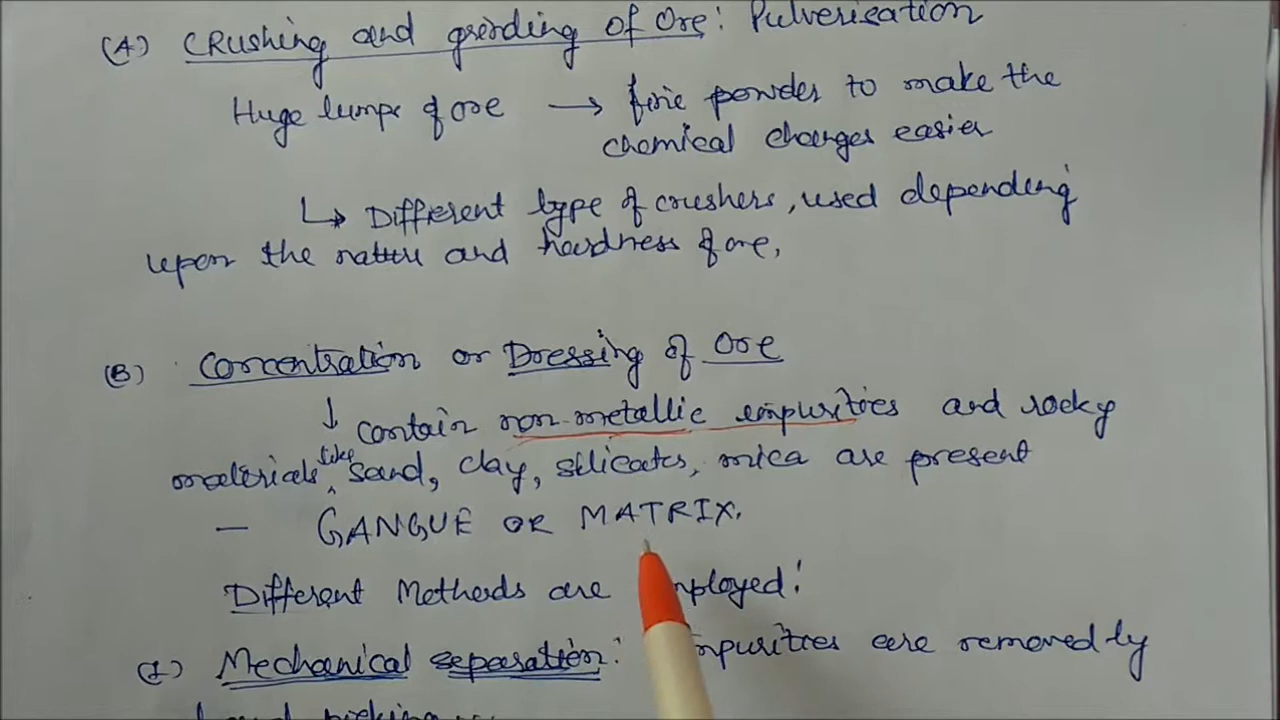 (A) Crushing and grinding of Ore: Pulverisation
Huge lumps of ore → fine powder to make the
chemical changes easier
↳ Different type of crushers, used depending
upon the nature and hardness of ore,
(B) Concentration or Dressing of Ore
↓ contain non-metallic impurities and rocky
materials like sand, clay, silicates, mica are present
— GANGUE OR MATRIX.
Different Methods are employed:
(I) Mechanical separation: Impurities are removed by
hand picking